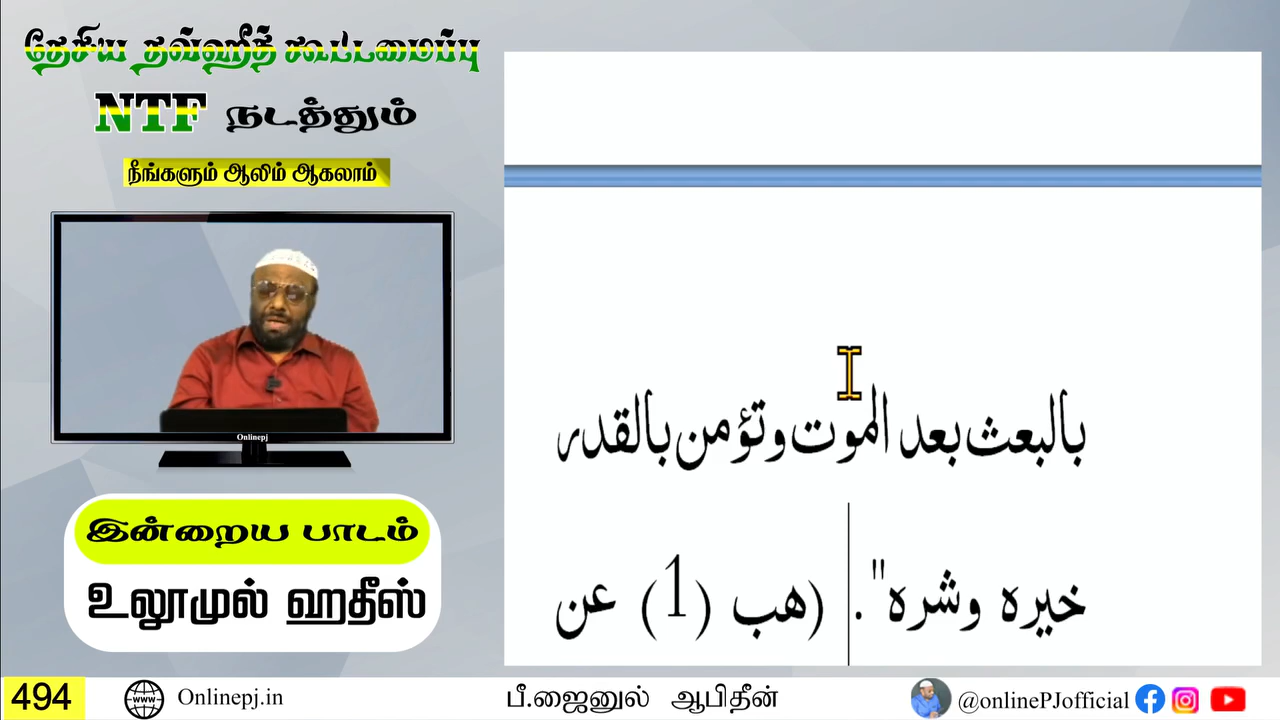 தேசிய தவ்ஹீத் கூட்டமைப்பு
NTF நடத்தும்
நீங்களும் ஆலிம் ஆகலாம்
Onlinepj
இன்றைய பாடம்
உலூமுல் ஹதீஸ்
بالبعث بعد الموت وتؤمن بالقدر
خيره وشره". (هب (1) عن
494
WWW
Onlinepj.in
பீ.ஜைனுல் ஆபிதீன்
@onlinePJofficial